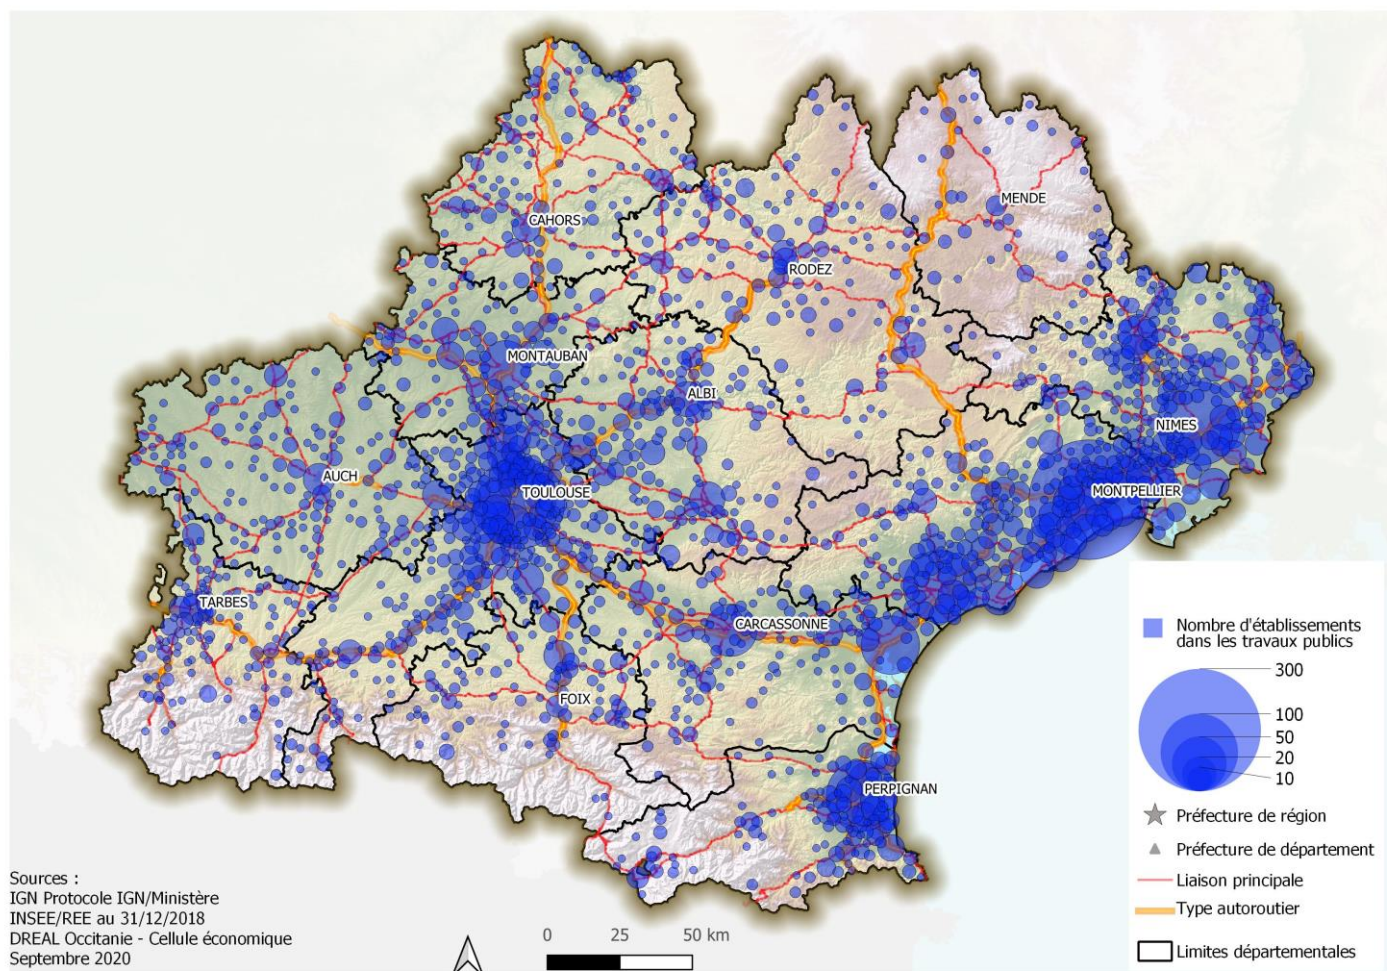 CAHORS
MENDE
RODEZ
MONTAUBAN
ALBI
NIMES
AUCH
TOULOUSE
MONTPELLIER
TARBES
CARCASSONNE
FOIX
PERPIGNAN
Nombre d'établissements
dans les travaux publics
300
100
50
20
10
Préfecture de région
Préfecture de département
Liaison principale
Type autoroutier
Limites départementales
Sources :
IGN Protocole IGN/Ministère
INSEE/REE au 31/12/2018
DREAL Occitanie - Cellule économique
Septembre 2020
0 25 50 km